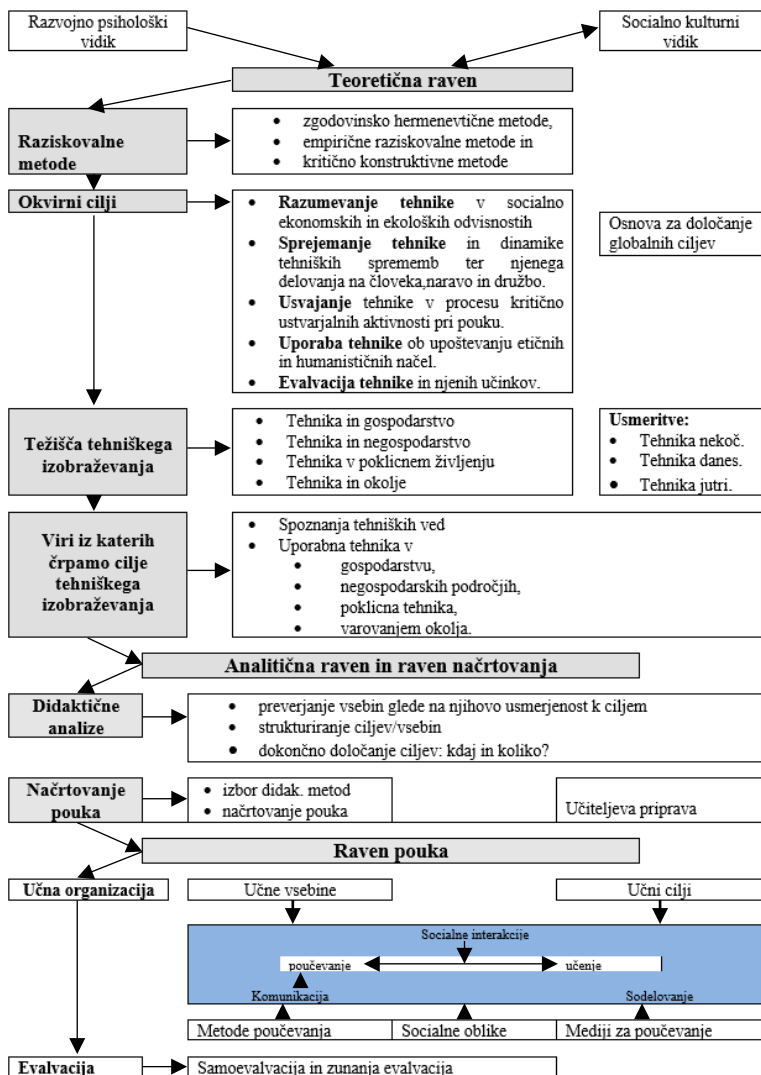 Razvojno psihološki
vidik
Socialno kulturni
vidik
Teoretična raven
Raziskovalne
metode
• zgodovinsko hermenevtične metode,
• empirične raziskovalne metode in
• kritično konstruktivne metode
Okvirni cilji
• Razumevanje tehnike v socialno
ekonomskih in ekoloških odvisnostih
• Sprejemanje tehnike in dinamike
tehniških sprememb ter njenega
delovanja na človeka,naravo in družbo.
• Usvajanje tehnike v procesu kritično
ustvarjalnih aktivnosti pri pouku.
• Uporaba tehnike ob upoštevanju etičnih
in humanističnih načel.
• Evalvacija tehnike in njenih učinkov.
Osnova za določanje
globalnih ciljev
Težišča tehniškega
izobraževanja
• Tehnika in gospodarstvo
• Tehnika in negospodarstvo
• Tehnika v poklicnem življenju
• Tehnika in okolje
Usmeritve:
• Tehnika nekoč.
• Tehnika danes.
• Tehnika jutri.
Viri iz katerih
črpamo cilje
tehniškega
izobraževanja
• Spoznanja tehniških ved
• Uporabna tehnika v
• gospodarstvu,
• negospodarskih področjih,
• poklicna tehnika,
• varovanjem okolja.
Analitična raven in raven načrtovanja
Didaktične
analize
• preverjanje vsebin glede na njihovo usmerjenost k ciljem
• strukturiranje ciljev/vsebin
• dokončno določanje ciljev: kdaj in koliko?
Načrtovanje
pouka
• izbor didak. metod
• načrtovanje pouka
Učiteljeva priprava
Raven pouka
Učna organizacija
Učne vsebine
Učni cilji
Socialne interakcije
poučevanje
učenje
Komunikacija
Sodelovanje
Metode poučevanja
Socialne oblike
Mediji za poučevanje
Evalvacija
Samoevalvacija in zunanja evalvacija